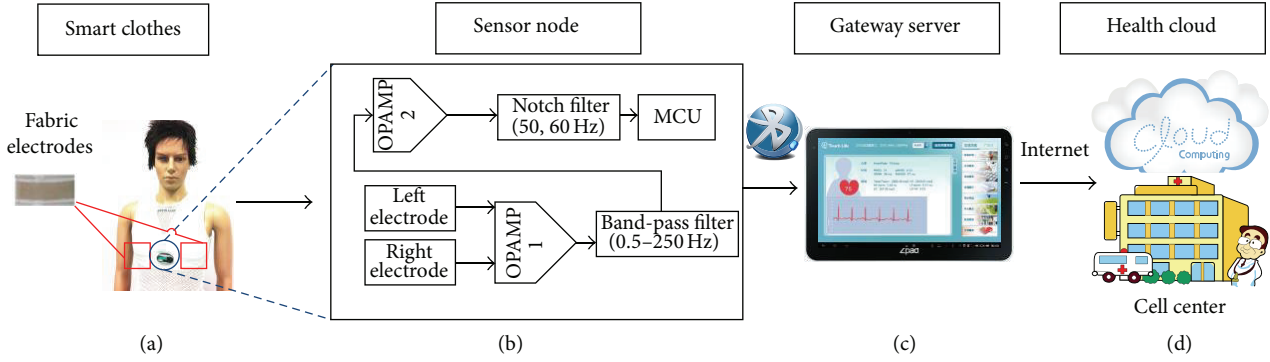 Smart clothes
Sensor node
Gateway server
Health cloud
Fabric
electrodes
OPAMP
2
Notch filter
(50, 60 Hz)
MCU
Left
electrode
Right
electrode
OPAMP
1
Band-pass filter
(0.5–250 Hz)
Internet
cloud
Computing
Cell center
(a)
(b)
(c)
(d)